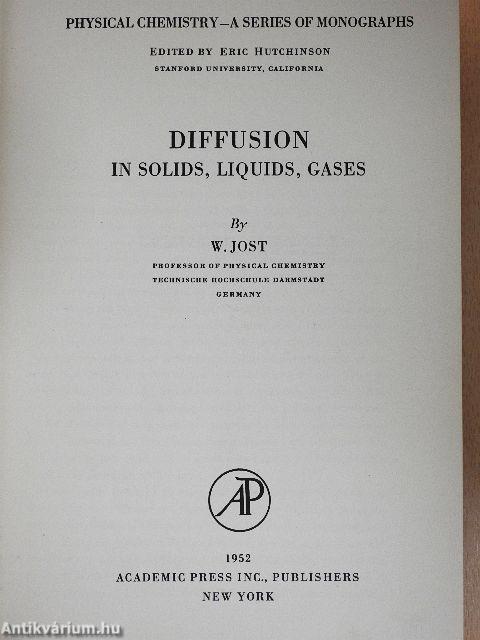 PHYSICAL CHEMISTRY—A SERIES OF MONOGRAPHS
EDITED BY ERIC HUTCHINSON
STANFORD UNIVERSITY, CALIFORNIA
DIFFUSION
IN SOLIDS, LIQUIDS, GASES
By
W. JOST
PROFESSOR OF PHYSICAL CHEMISTRY
TECHNISCHE HOCHSCHULE DARMSTADT
GERMANY
AP
1952
ACADEMIC PRESS INC., PUBLISHERS
NEW YORK
Antikvárium.hu